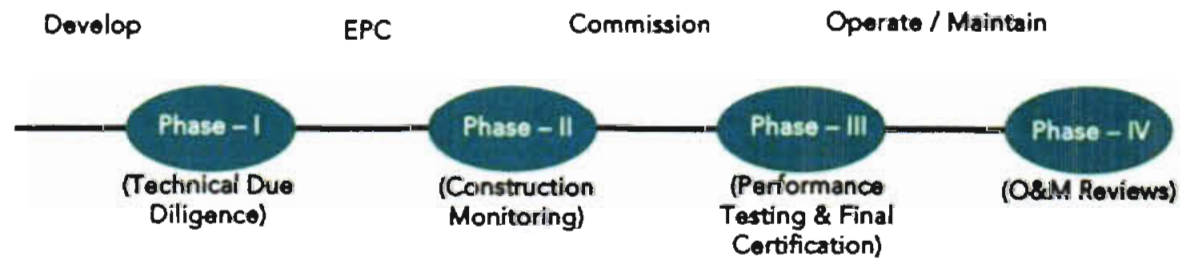 Develop
EPC
Commission
Operate / Maintain
Phase – I
Phase – II
Phase – III
Phase – IV
(Technical Due
Diligence)
(Construction
Monitoring)
(Performance
Testing & Final
Certification)
(O&M Reviews)